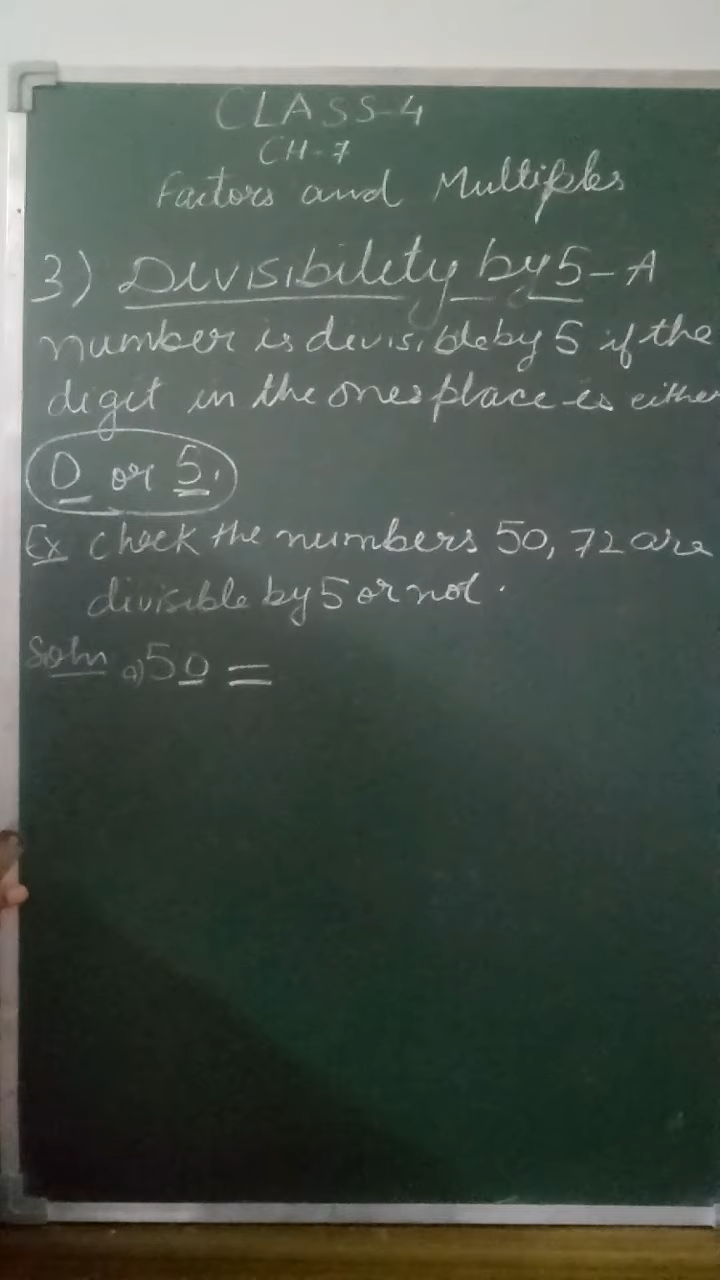 CLASS-4
CH-7
Factors and Multiples
3) Divisibility by 5 - A
number is divisible by 5 if the
digit in the ones place is either
0 or 5.
Ex check the numbers 50, 72 are
divisible by 5 or not.
Soln a) 50 =